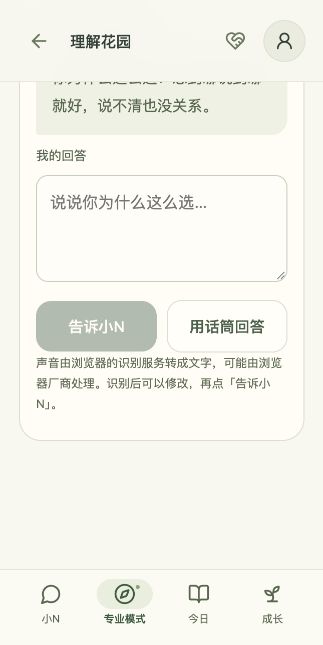 理解花园
就好，说不清也没关系。
我的回答
说说你为什么这么选...
告诉小N
用话筒回答
声音由浏览器的识别服务转成文字，可能由浏览
器厂商处理。识别后可以修改，再点「告诉小
N」。
小N
专业模式
今日
成长